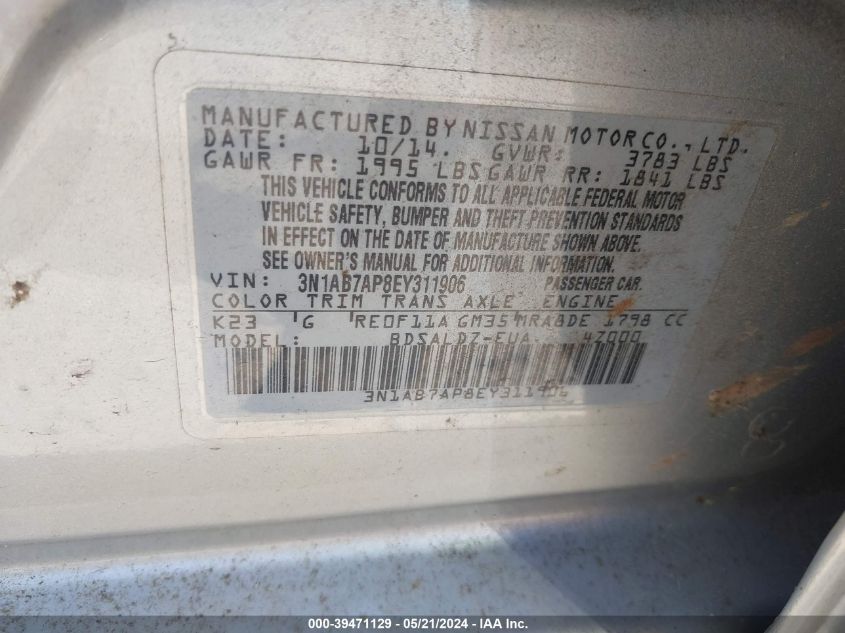 MANUFACTURED BY NISSAN MOTOR CO., LTD.
DATE: 10/14. GVWR: 3783 LBS
GAWR FR: 1995 LBS GAWR RR: 1841 LBS
THIS VEHICLE CONFORMS TO ALL APPLICABLE FEDERAL MOTOR
VEHICLE SAFETY, BUMPER AND THEFT PREVENTION STANDARDS
IN EFFECT ON THE DATE OF MANUFACTURE SHOWN ABOVE.
SEE OWNER'S MANUAL FOR ADDITIONAL INFORMATION.
VIN: 3N1AB7AP8EY311906 PASSENGER CAR.
COLOR TRIM TRANS AXLE ENGINE
K23 G RE0F11A GM35 MRA8DE 1798 CC
MODEL: BDSALDZ-EUA- 4Z000
3N1AB7AP8EY311906
000-39471129 - 05/21/2024 - IAA Inc.